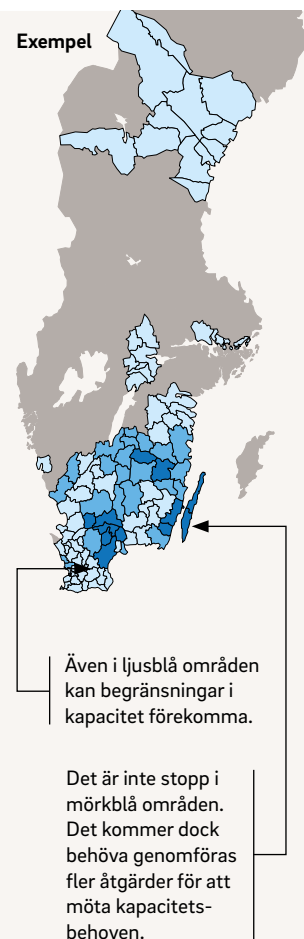 Exempel
Även i ljusblå områden
kan begränsningar i
kapacitet förekomma.
Det är inte stopp i
mörkblå områden.
Det kommer dock
behöva genomföras
fler åtgärder för att
möta kapacitets-
behoven.